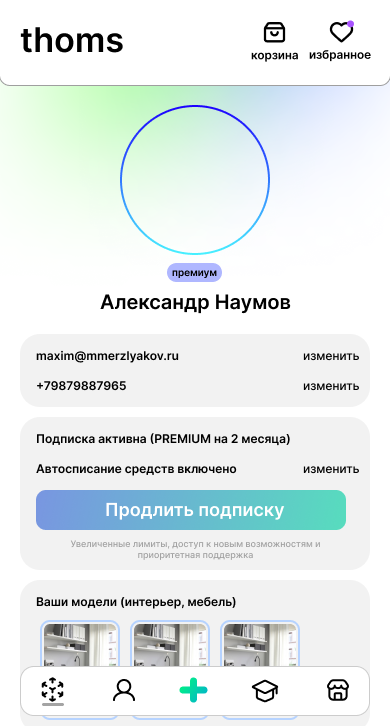 thoms
корзина
избранное
премиум
Александр Наумов
maxim@mmerzlyakov.ru
изменить
+79879887965
изменить
Подписка активна (PREMIUM на 2 месяца)
Автосписание средств включено
изменить
Продлить подписку
Увеличенные лимиты, доступ к новым возможностям и
приоритетная поддержка
Ваши модели (интерьер, мебель)